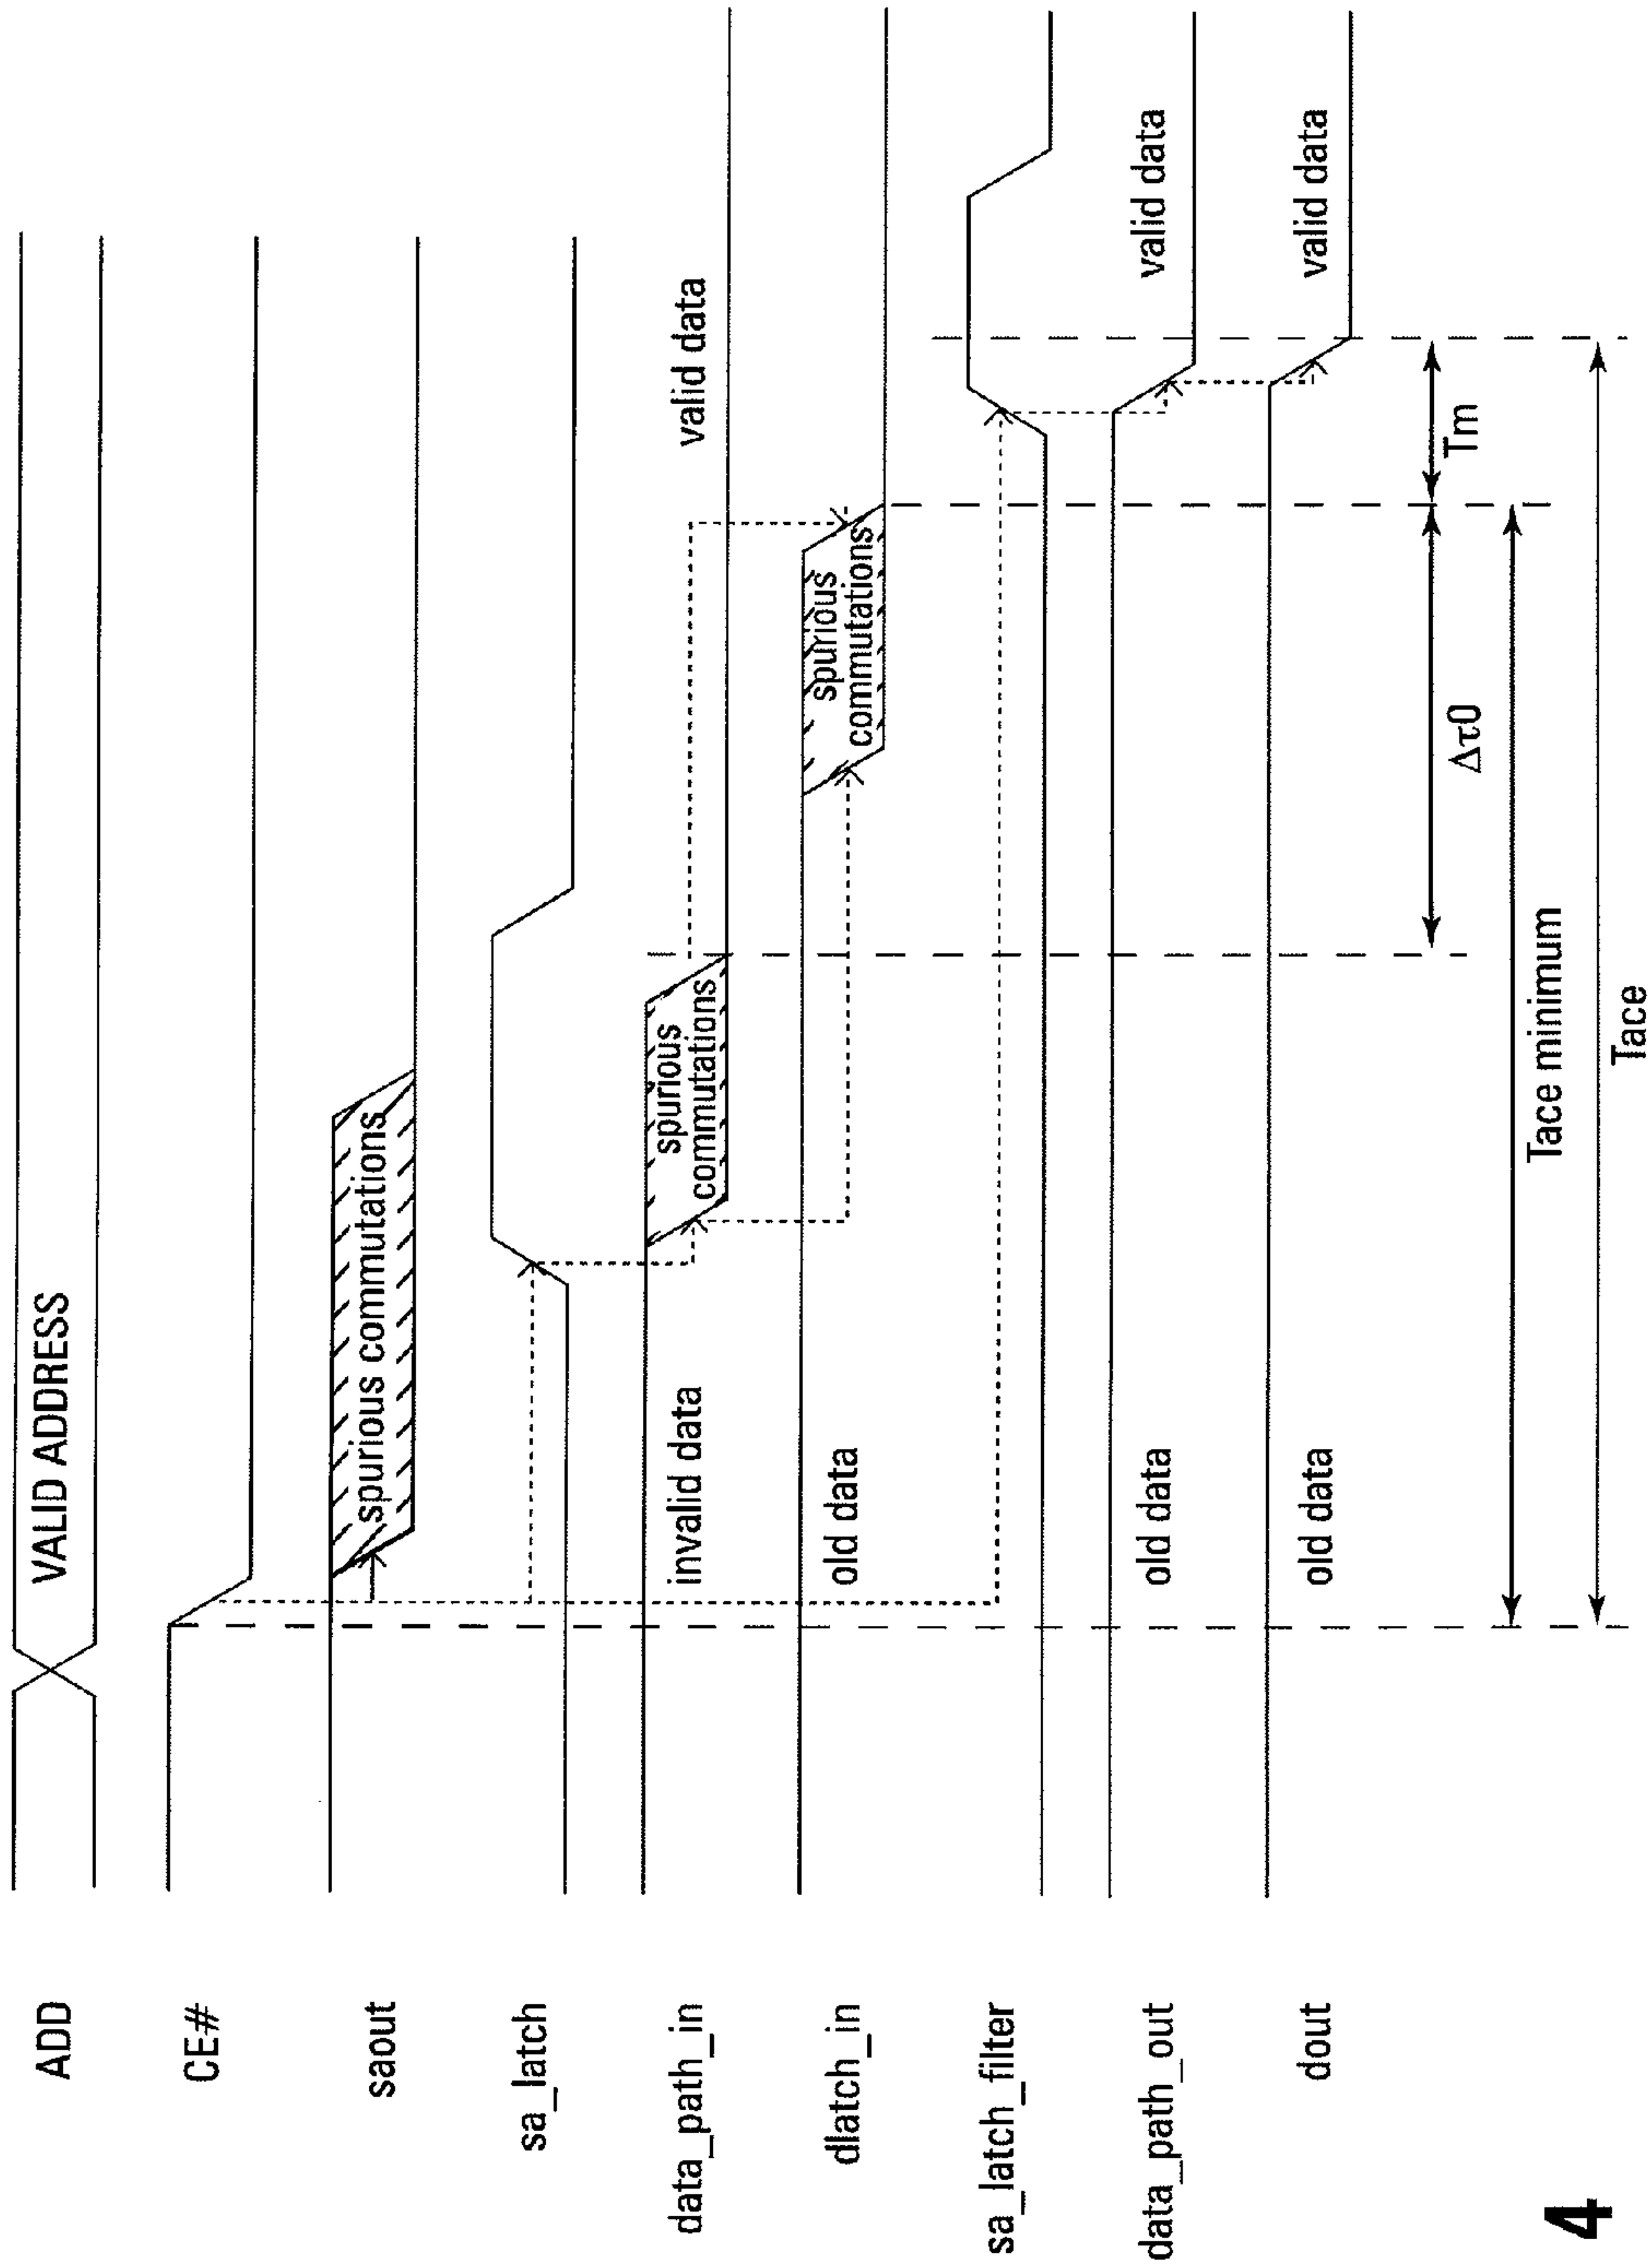 ADD
VALID ADDRESS
CE#
saout
spurious commutations
sa_latch
data_path_in
invalid data
spurious
commutations
valid data
dlatch_in
old data
spurious
commutations
sa_latch_filter
data_path_out
old data
valid data
dout
old data
valid data
Δτ0
Tm
Tace minimum
Tace
4